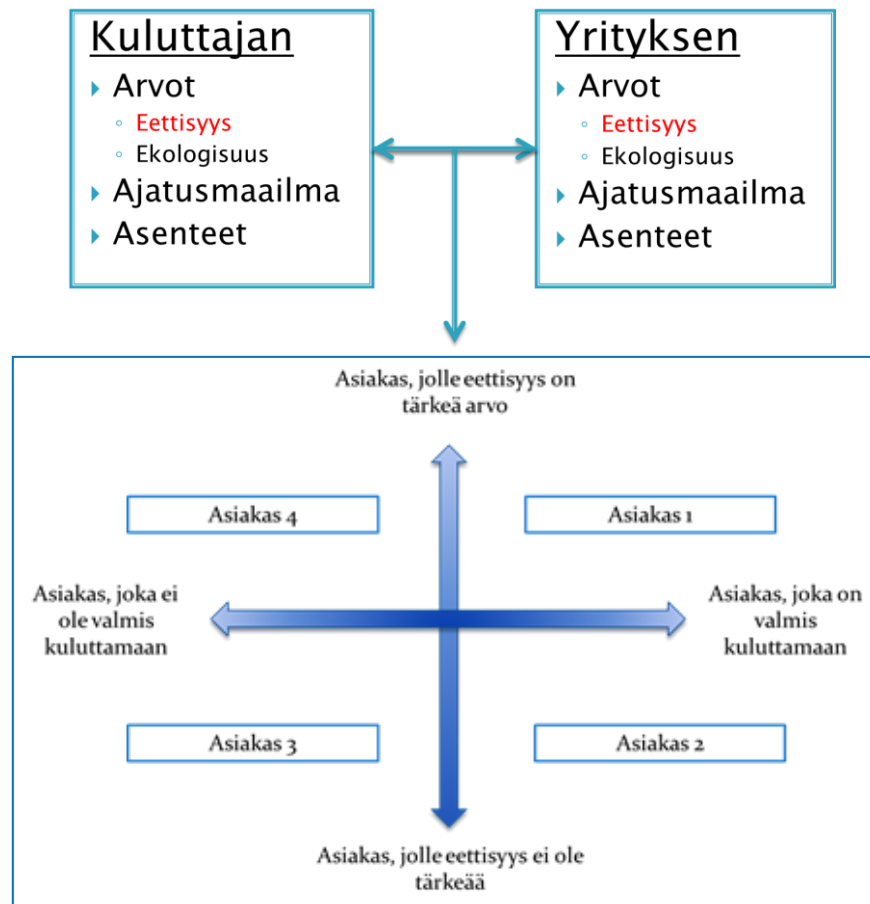 Kuluttajan
Arvot
Eettisyys
Ekologisuus
Ajatusmaailma
Asenteet
Yrityksen
Arvot
Eettisyys
Ekologisuus
Ajatusmaailma
Asenteet
Asiakas, jolle eettisyys on
tärkeä arvo
Asiakas 4
Asiakas 1
Asiakas, joka ei
ole valmis
kuluttamaan
Asiakas, joka on
valmis
kuluttamaan
Asiakas 3
Asiakas 2
Asiakas, jolle eettisyys ei ole
tärkeää